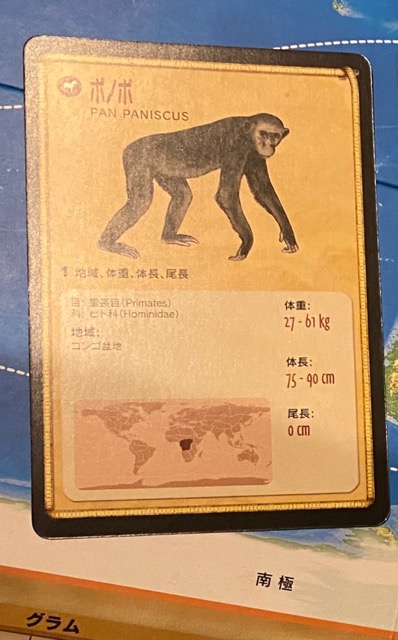 ボノボ
PAN PANISCUS
1 地域、体重、体長、尾長
目: 霊長目(Primates)
科: ヒト科(Hominidae)
地域:
コンゴ盆地
体重:
27 - 61 kg
体長:
75 - 90 cm
尾長:
0 cm
南極
グラム